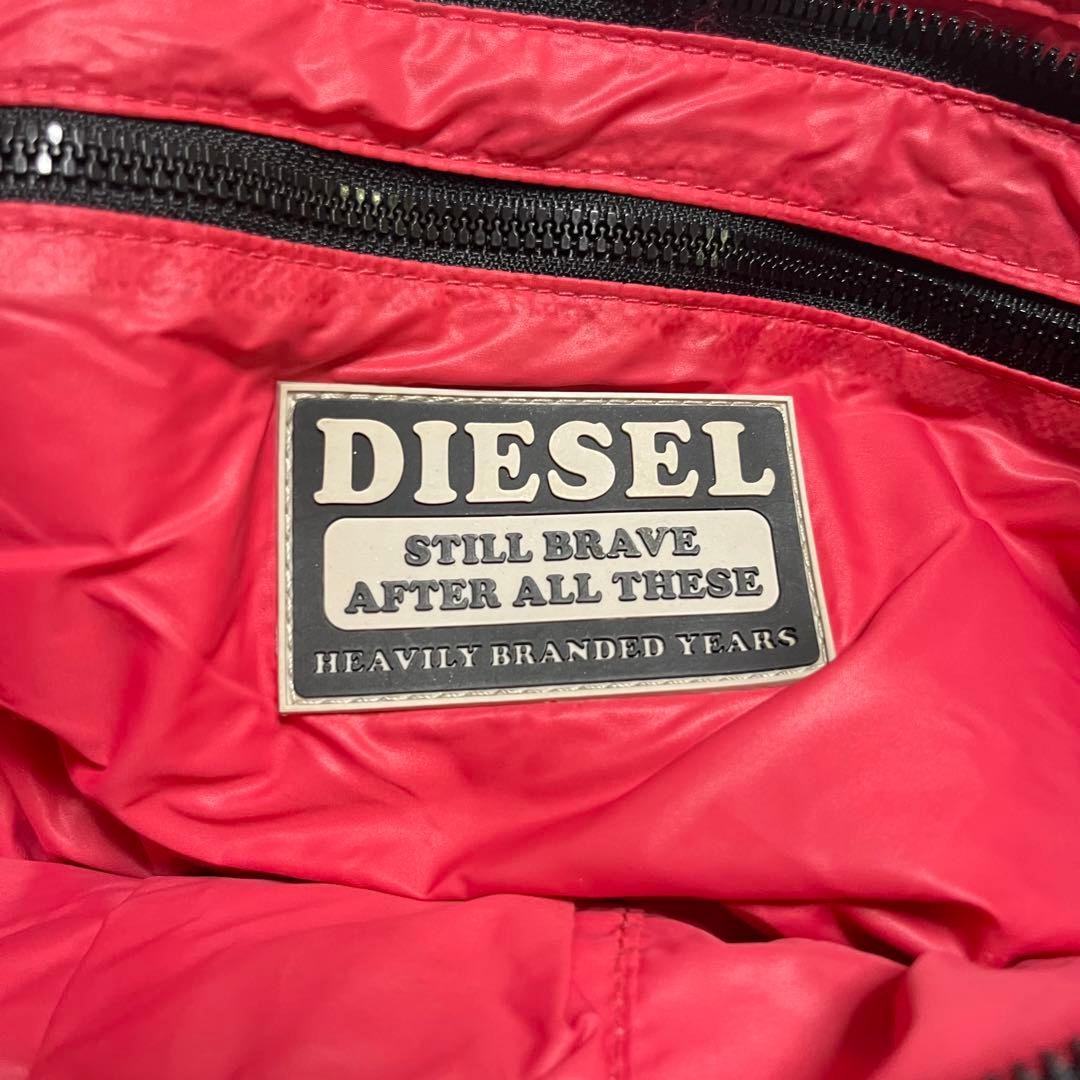 DIESEL
STILL BRAVE
AFTER ALL THESE
HEAVILY BRANDED YEARS